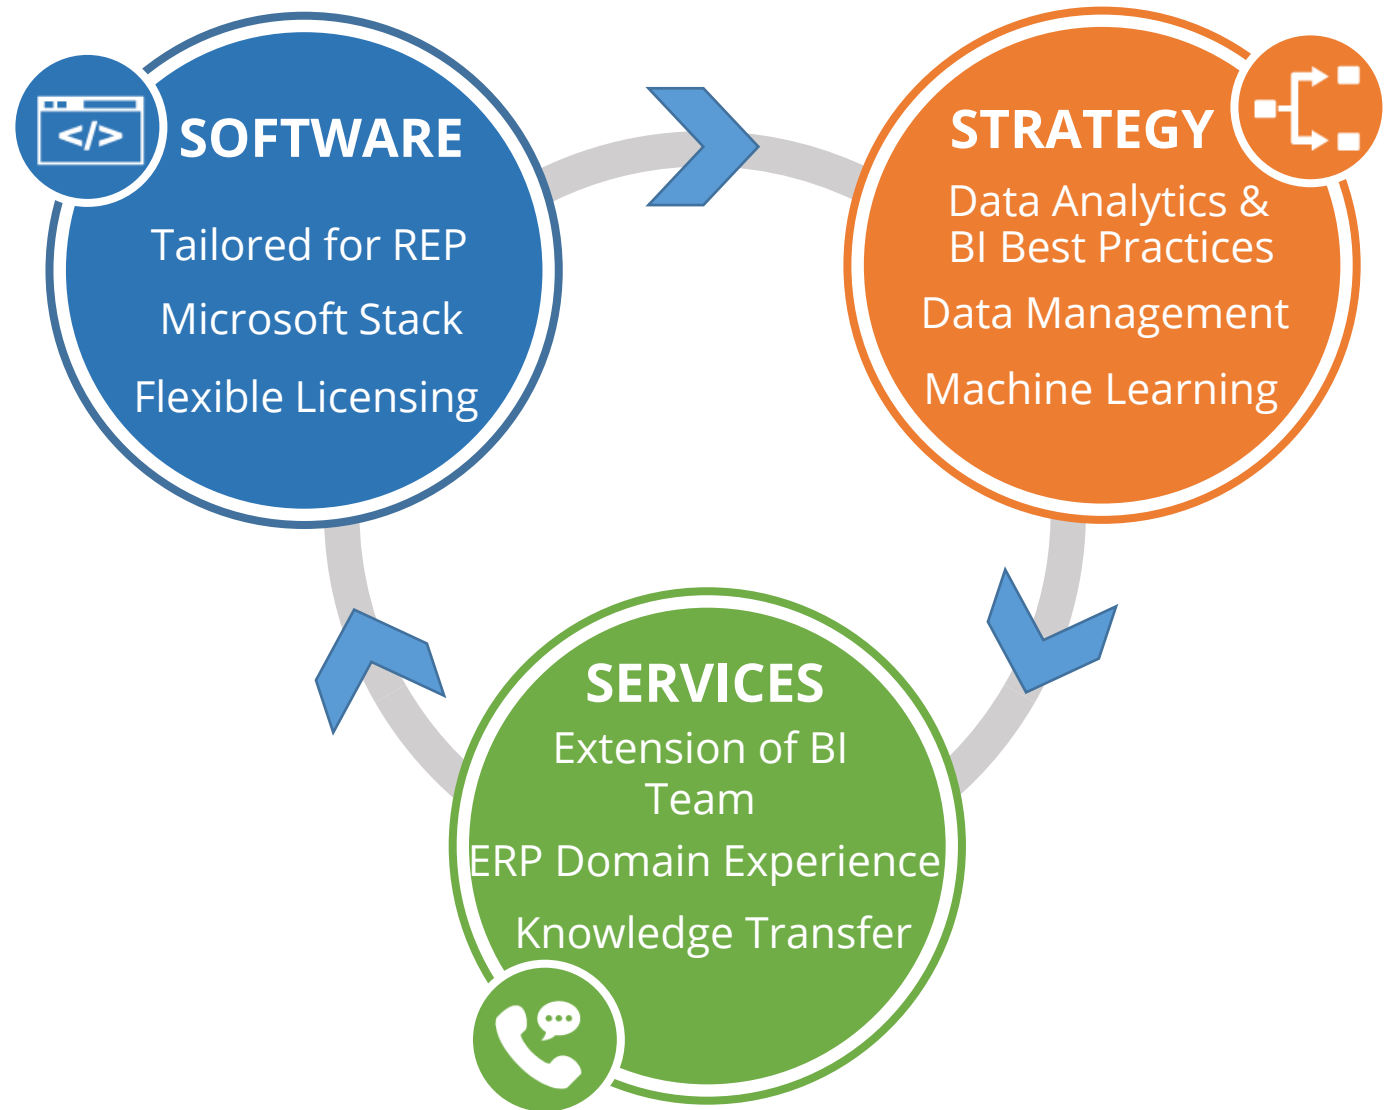 SOFTWARE
Tailored for REP
Microsoft Stack
Flexible Licensing
STRATEGY
Data Analytics &
BI Best Practices
Data Management
Machine Learning
SERVICES
Extension of BI
Team
ERP Domain Experience
Knowledge Transfer